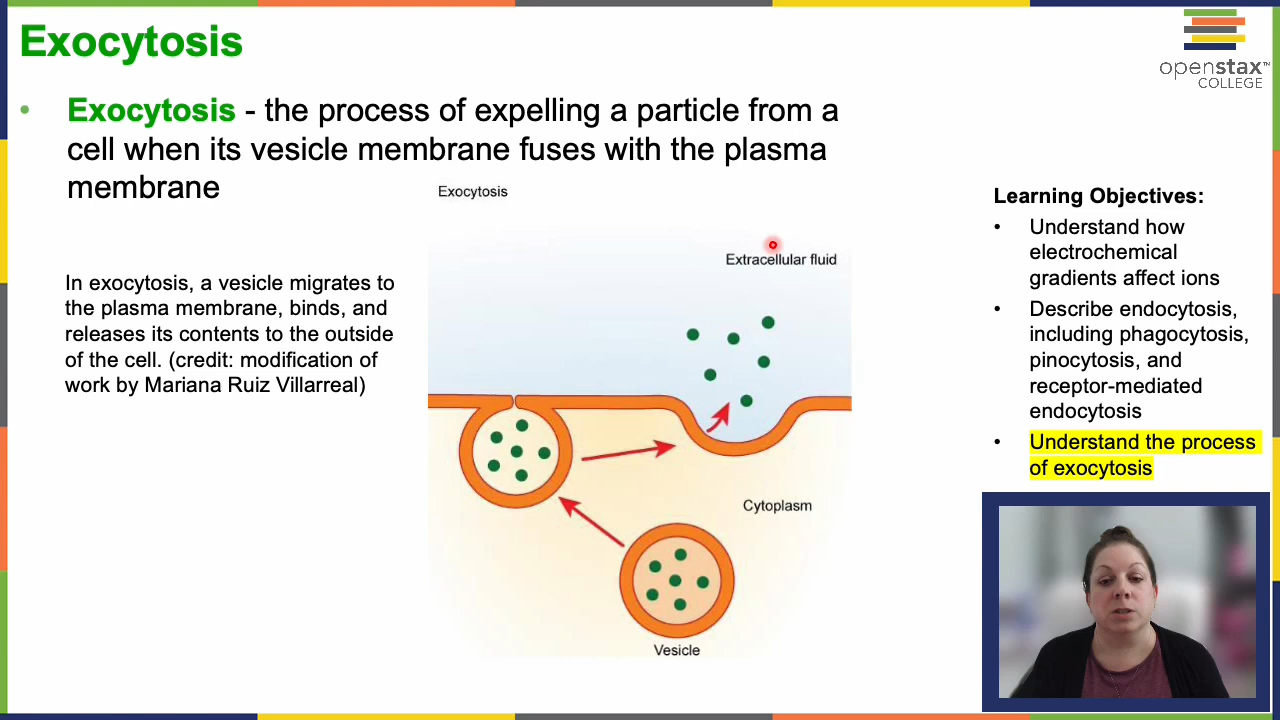 Exocytosis
openstax™
COLLEGE
• Exocytosis - the process of expelling a particle from a
cell when its vesicle membrane fuses with the plasma
membrane
Exocytosis
In exocytosis, a vesicle migrates to
the plasma membrane, binds, and
releases its contents to the outside
of the cell. (credit: modification of
work by Mariana Ruiz Villarreal)
Extracellular fluid
Cytoplasm
Vesicle
Learning Objectives:
• Understand how
electrochemical
gradients affect ions
• Describe endocytosis,
including phagocytosis,
pinocytosis, and
receptor-mediated
endocytosis
• Understand the process
of exocytosis